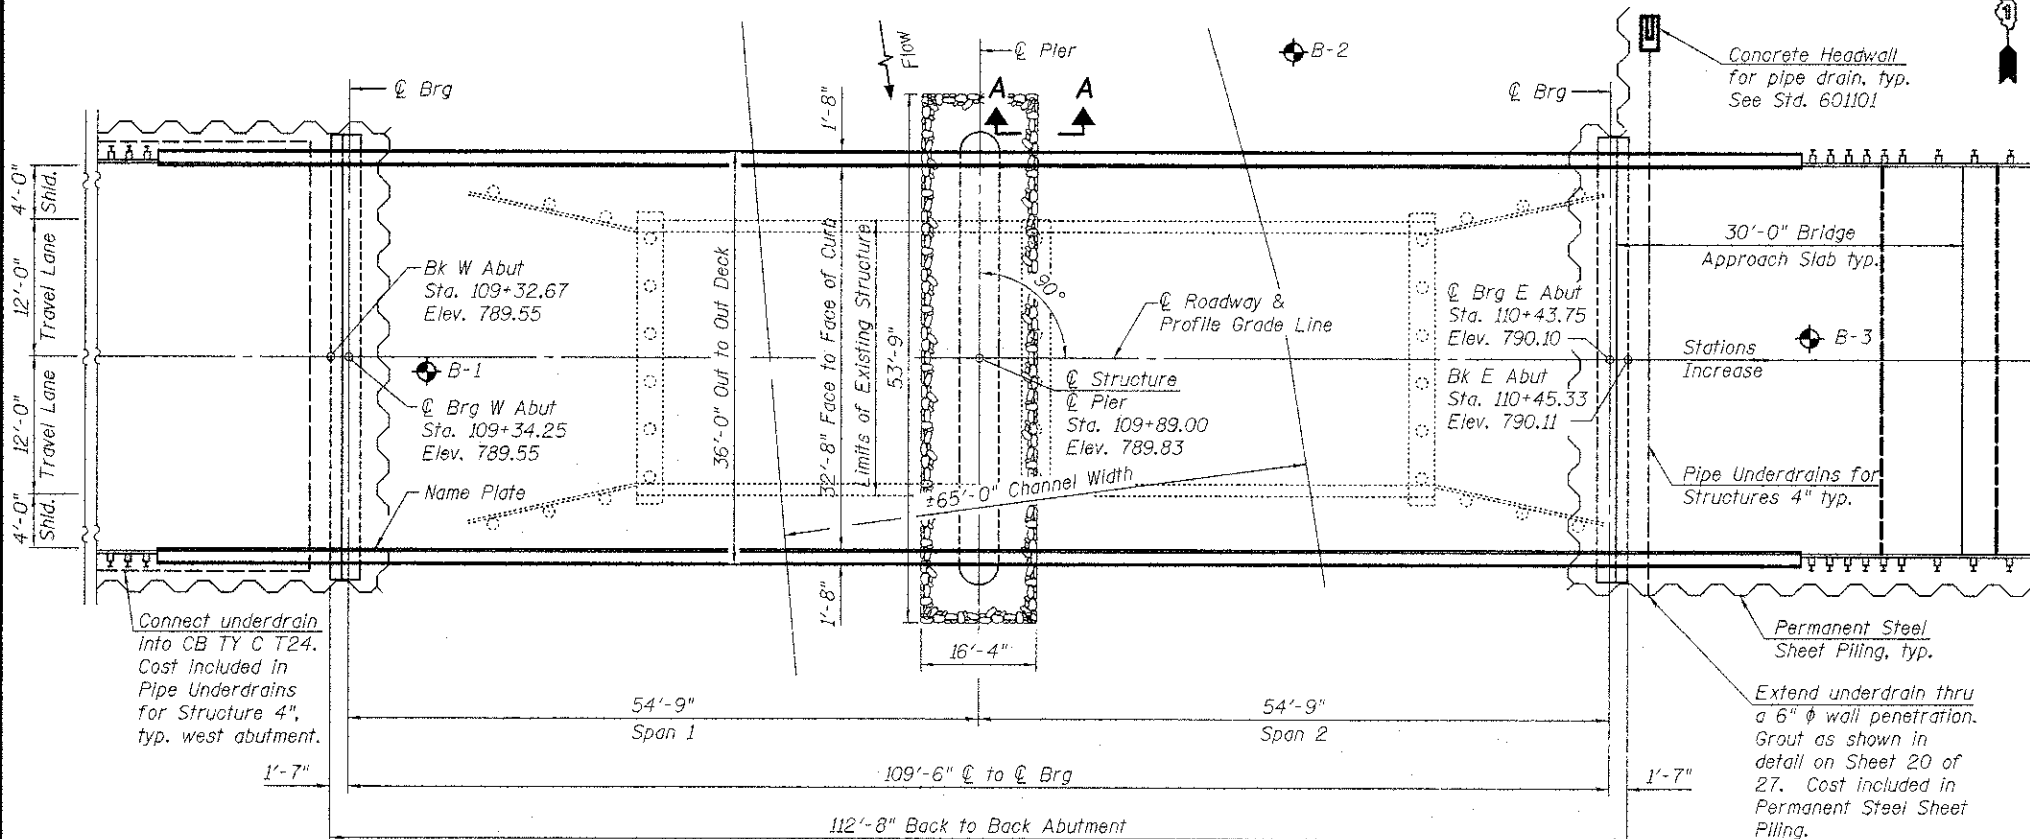 Flow
℄ Pier
B-2
1
Concrete Headwall
for pipe drain, typ.
See Std. 601101
℄ Brg
℄ Brg
A
A
1'-8"
4'-0"
Shld.
12'-0"
Travel Lane
12'-0"
Travel Lane
4'-0"
Shld.
Bk W Abut
Sta. 109+32.67
Elev. 789.55
B-1
℄ Brg W Abut
Sta. 109+34.25
Elev. 789.55
Name Plate
36'-0" Out to Out Deck
32'-8" Face to Face of Curb
Limits of Existing Structure
53'-9"
90°
℄ Roadway &
Profile Grade Line
℄ Structure
℄ Pier
Sta. 109+89.00
Elev. 789.83
±65'-0" Channel Width
℄ Brg E Abut
Sta. 110+43.75
Elev. 790.10
Bk E Abut
Sta. 110+45.33
Elev. 790.11
30'-0" Bridge
Approach Slab typ.
B-3
Stations
Increase
Pipe Underdrains for
Structures 4" typ.
1'-8"
Connect underdrain
into CB TY C T24.
Cost included in
Pipe Underdrains
for Structure 4",
typ. west abutment.
16'-4"
Permanent Steel
Sheet Piling, typ.
Extend underdrain thru
a 6" ϕ wall penetration.
Grout as shown in
detail on Sheet 20 of
27. Cost included in
Permanent Steel Sheet
Piling.
54'-9"
Span 1
54'-9"
Span 2
1'-7"
109'-6" ℄ to ℄ Brg
1'-7"
112'-8" Back to Back Abutment